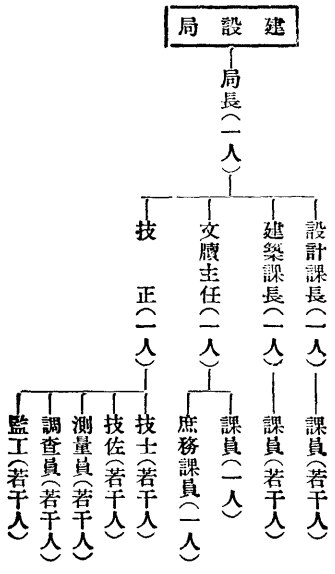 建設局
局長(一人)
設計課長(一人)
建築課長(一人)
文牘主任(一人)
技正(一人)
課員(若干人)
課員(若干人)
課員(一人)
庶務課員(一人)
技士(若干人)
技佐(若干人)
測量員(若干人)
調查員(若干人)
監工(若干人)